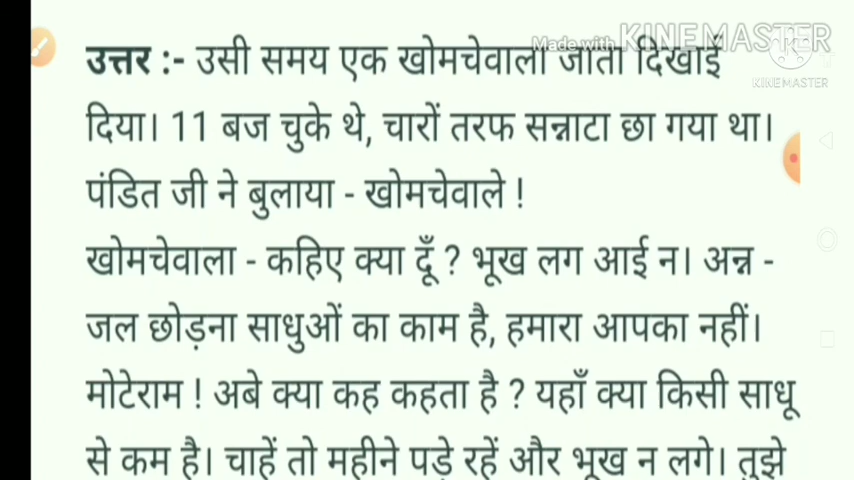 Made with KINEMASTER
KINEMASTER
उत्तर :- उसी समय एक खोमचेवाला जाता दिखाई
दिया। 11 बज चुके थे, चारों तरफ सन्नाटा छा गया था।
पंडित जी ने बुलाया - खोमचेवाले !
खोमचेवाला - कहिए क्या दूँ ? भूख लग आई न। अन्न -
जल छोड़ना साधुओं का काम है, हमारा आपका नहीं।
मोटेराम ! अबे क्या कह कहता है ? यहाँ क्या किसी साधू
से कम है। चाहें तो महीने पड़े रहें और भूख न लगे। तुझे